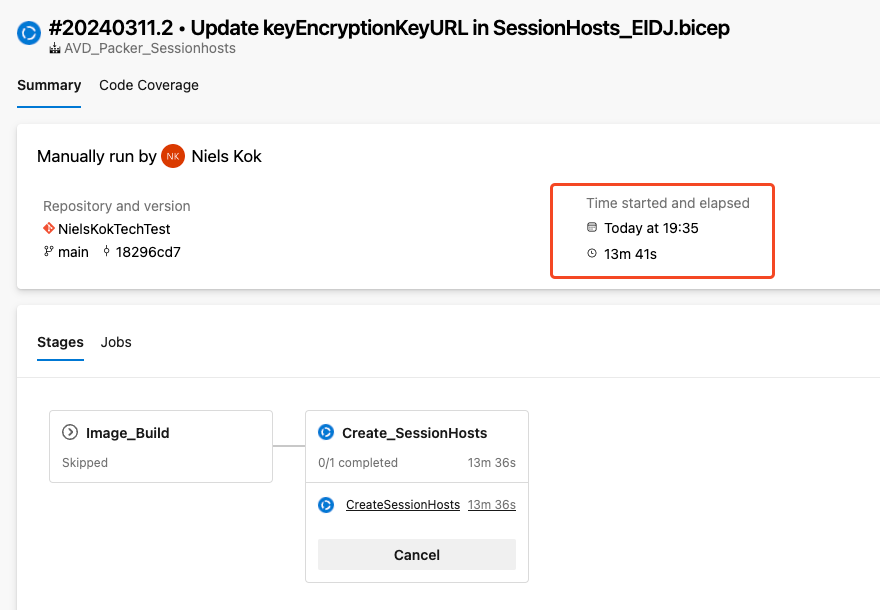 #20240311.2 • Update keyEncryptionKeyURL in SessionHosts_EIDJ.bicep
AVD_Packer_Sessionhosts
Summary Code Coverage
Manually run by NK Niels Kok
Repository and version
NielsKokTechTest
main 18296cd7
Time started and elapsed
Today at 19:35
13m 41s
Stages Jobs
Image_Build
Skipped
Create_SessionHosts
0/1 completed 13m 36s
CreateSessionHosts 13m 36s
Cancel